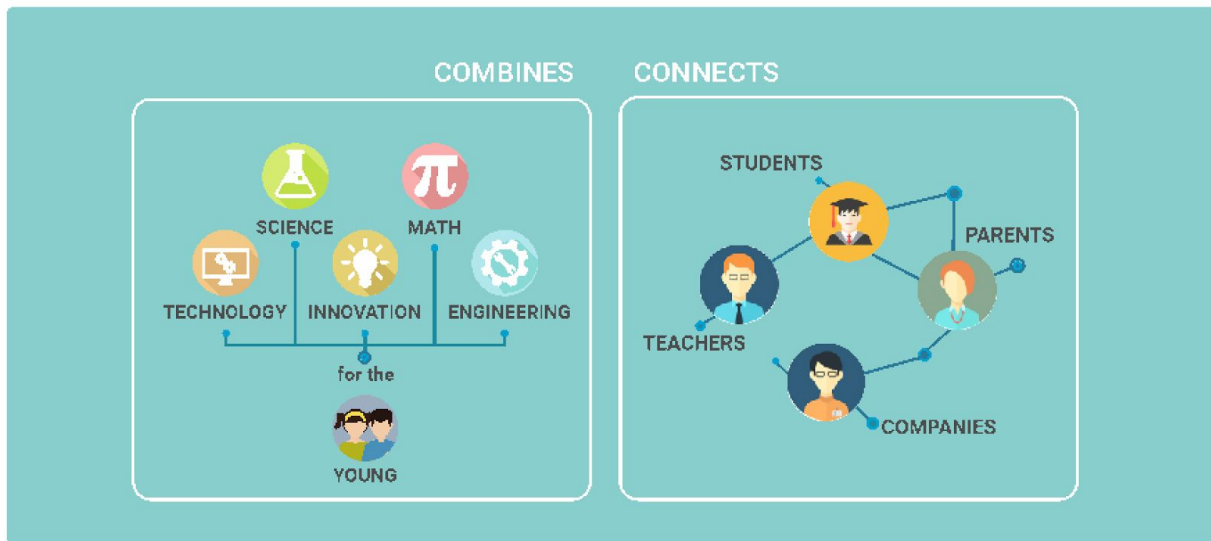 COMBINES
SCIENCE
MATH
TECHNOLOGY
INNOVATION
ENGINEERING
for the
YOUNG
CONNECTS
STUDENTS
PARENTS
TEACHERS
COMPANIES